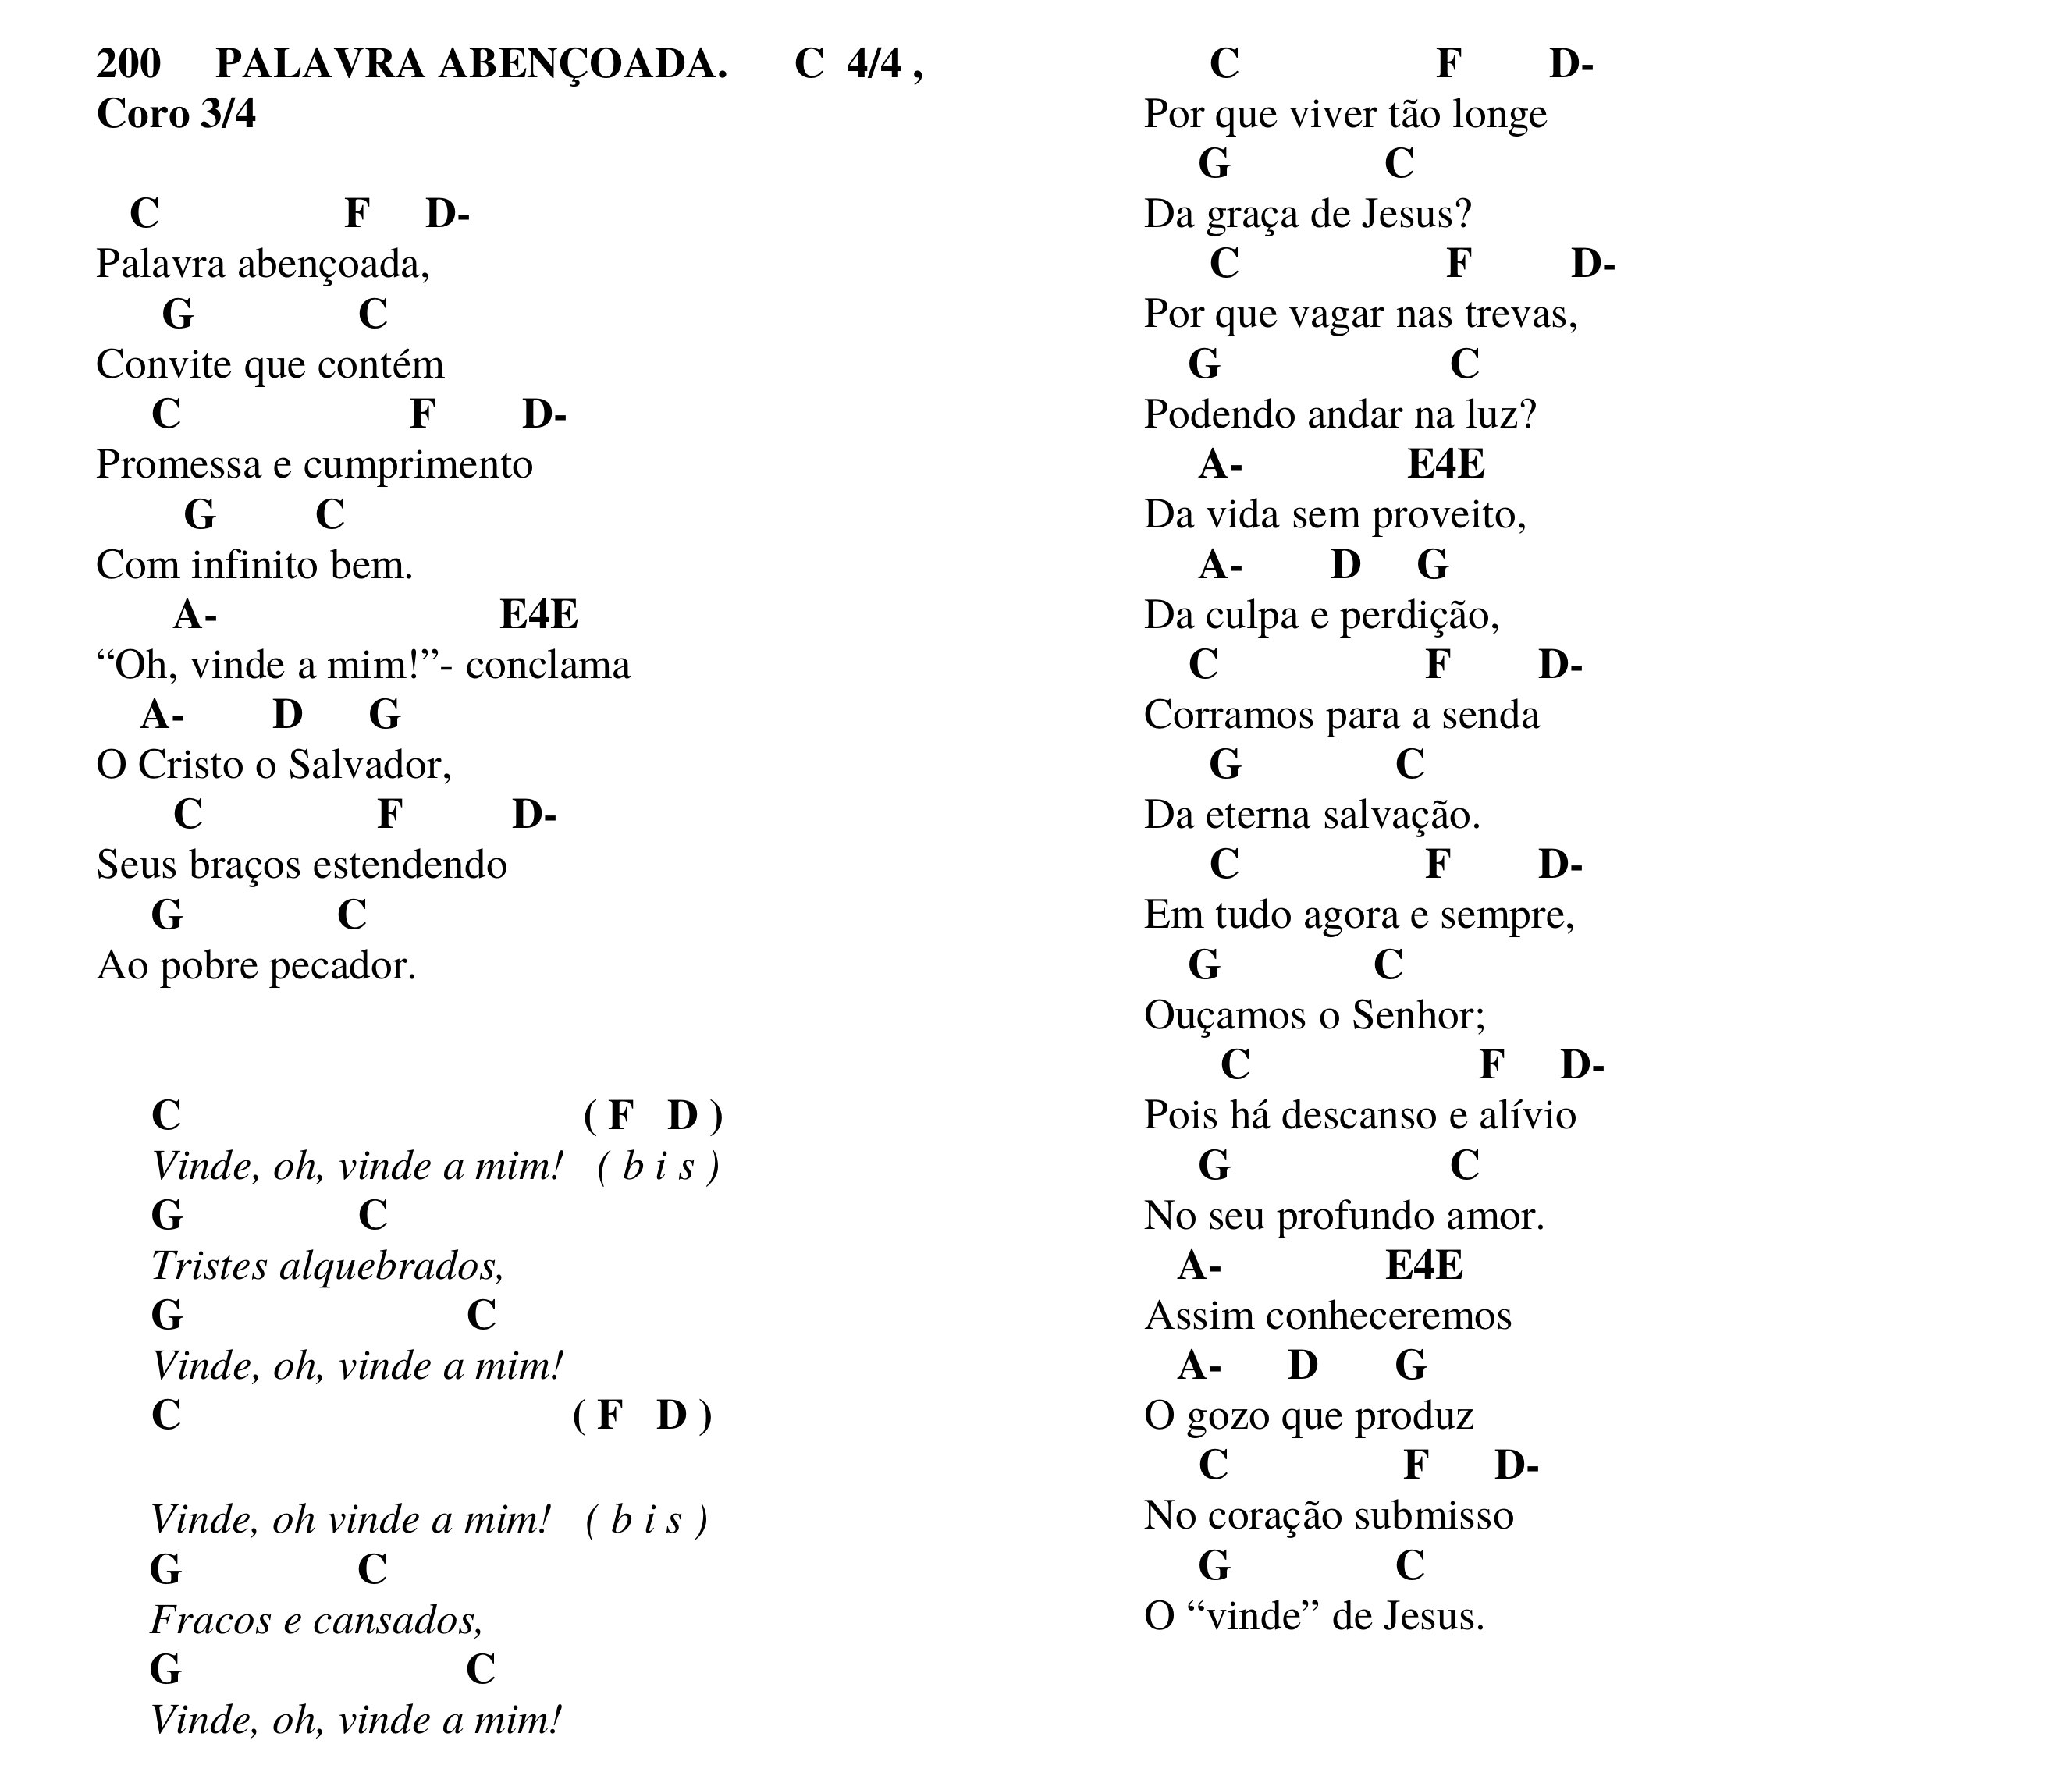 200 PALAVRA ABENÇOADA. C 4/4 ,
Coro 3/4
C F D-
Palavra abençoada,
G C
Convite que contém
C F D-
Promessa e cumprimento
G C
Com infinito bem.
A- E4E
“Oh, vinde a mim!”- conclama
A- D G
O Cristo o Salvador,
C F D-
Seus braços estendendo
G C
Ao pobre pecador.
C ( F D )
Vinde, oh, vinde a mim! ( b i s )
G C
Tristes alquebrados,
G C
Vinde, oh, vinde a mim!
C ( F D )
Vinde, oh vinde a mim! ( b i s )
G C
Fracos e cansados,
G C
Vinde, oh, vinde a mim!
C F D-
Por que viver tão longe
G C
Da graça de Jesus?
C F D-
Por que vagar nas trevas,
G C
Podendo andar na luz?
A- E4E
Da vida sem proveito,
A- D G
Da culpa e perdição,
C F D-
Corramos para a senda
G C
Da eterna salvação.
C F D-
Em tudo agora e sempre,
G C
Ouçamos o Senhor;
C F D-
Pois há descanso e alívio
G C
No seu profundo amor.
A- E4E
Assim conheceremos
A- D G
O gozo que produz
C F D-
No coração submisso
G C
O “vinde” de Jesus.